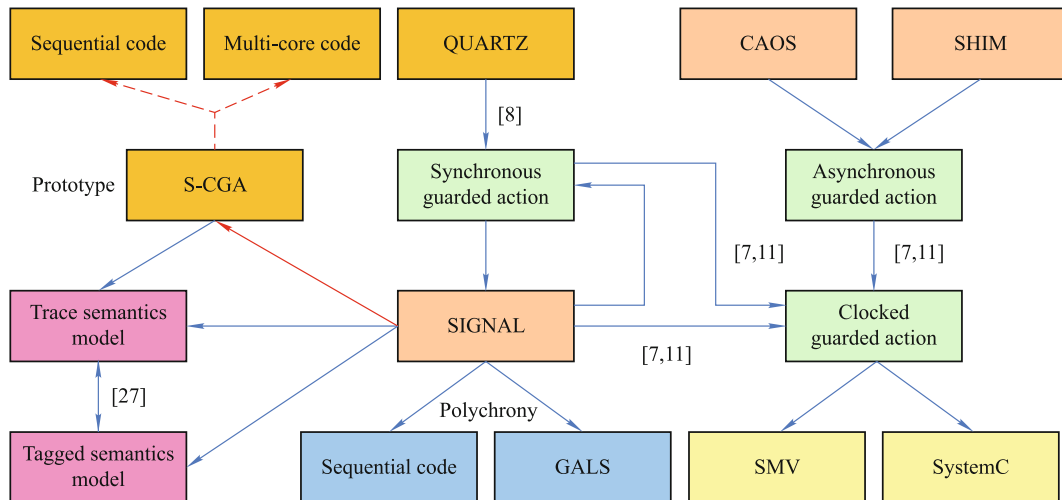 Sequential code
Multi-core code
QUARTZ
CAOS
SHIM
[8]
Prototype
S-CGA
Synchronous
guarded action
Asynchronous
guarded action
[7,11]
[7,11]
Trace semantics
model
SIGNAL
Clocked
guarded action
[7,11]
[27]
Polychrony
Tagged semantics
model
Sequential code
GALS
SMV
SystemC